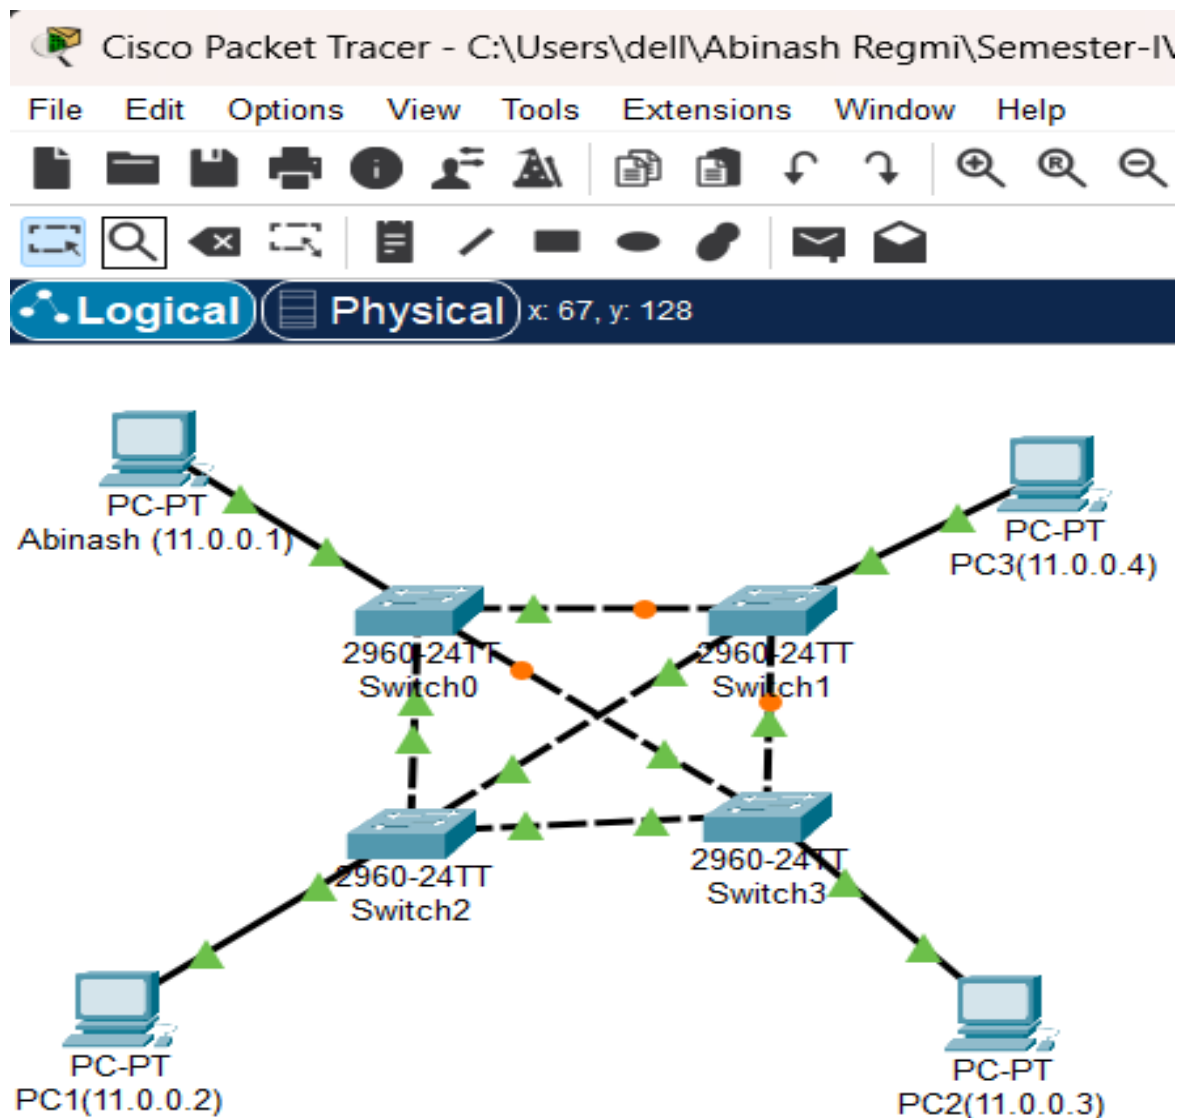 Cisco Packet Tracer - C:\Users\dell\Abinash Regmi\Semester-I\
File Edit Options View Tools Extensions Window Help
R
Logical Physical x: 67, y: 128
PC-PT
Abinash (11.0.0.1)
PC-PT
PC3(11.0.0.4)
2960-24TT
Switch0
2960-24TT
Switch1
2960-24TT
Switch2
2960-24TT
Switch3
PC-PT
PC1(11.0.0.2)
PC-PT
PC2(11.0.0.3)